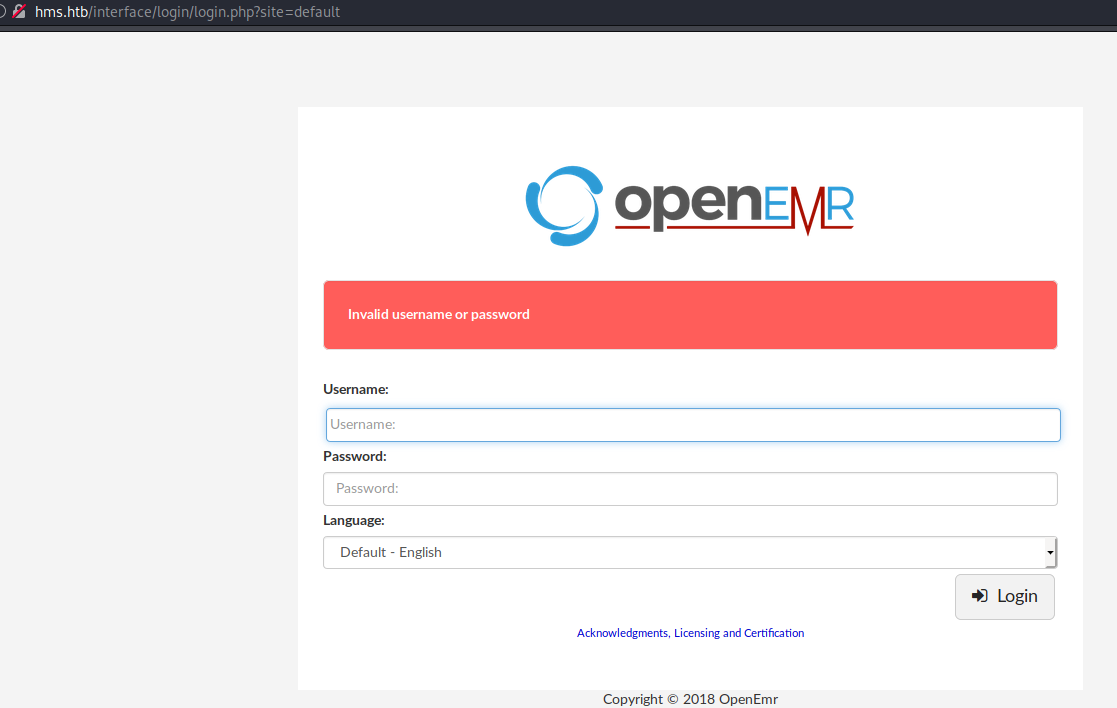 hms.htb/interface/login/login.php?site=default
openEMR
Invalid username or password
Username:
Username:
Password:
Password:
Language:
Default - English
Login
Acknowledgments, Licensing and Certification
Copyright © 2018 OpenEmr